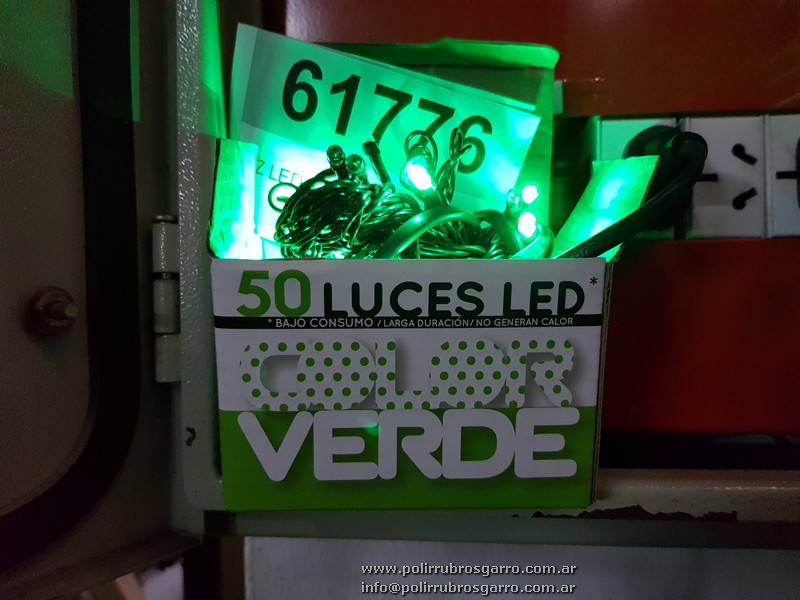 61776
Z LED
50 LUCES LED*
* BAJO CONSUMO / LARGA DURACIÓN/ NO GENERAN CALOR
COLOR
VERDE
www.polirrubrosgarro.com.ar
info@polirrubrosgarro.com.ar